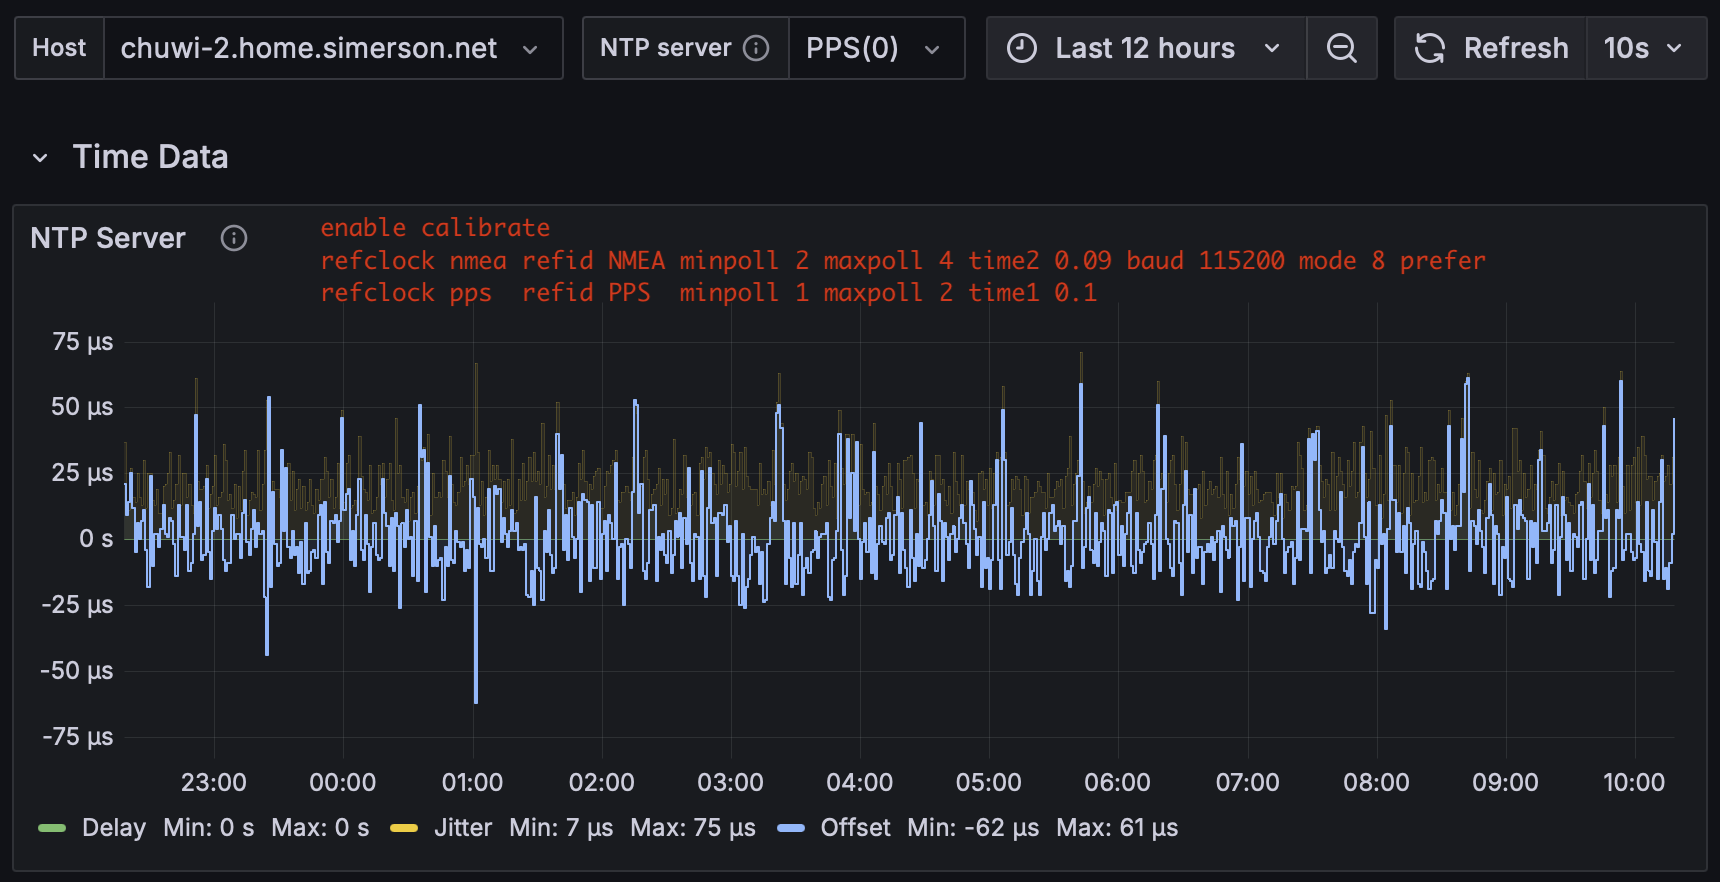 Host chuwi-2.home.simerson.net NTP server PPS(0) Last 12 hours Refresh 10s
Time Data
NTP Server
enable calibrate
refclock nmea refid NMEA minpoll 2 maxpoll 4 time2 0.09 baud 115200 mode 8 prefer
refclock pps refid PPS minpoll 1 maxpoll 2 time1 0.1
75 µs
50 µs
25 µs
0 s
-25 µs
-50 µs
-75 µs
23:00 00:00 01:00 02:00 03:00 04:00 05:00 06:00 07:00 08:00 09:00 10:00
Delay Min: 0 s Max: 0 s Jitter Min: 7 µs Max: 75 µs Offset Min: -62 µs Max: 61 µs